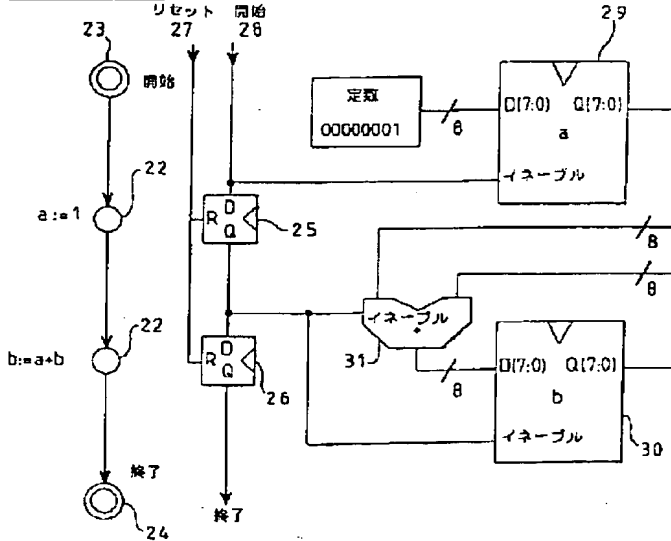 リセット 開始
23
27
28
29
開始
定数
00000001
8
D[7:0] Q[7:0]
a
イネーブル
22
a:=1
D
R
Q
25
8
8
22
イネーブル
+
b:=a+b
31
D
R
Q
26
8
D[7:0] Q[7:0]
b
イネーブル
30
終了
24
終了